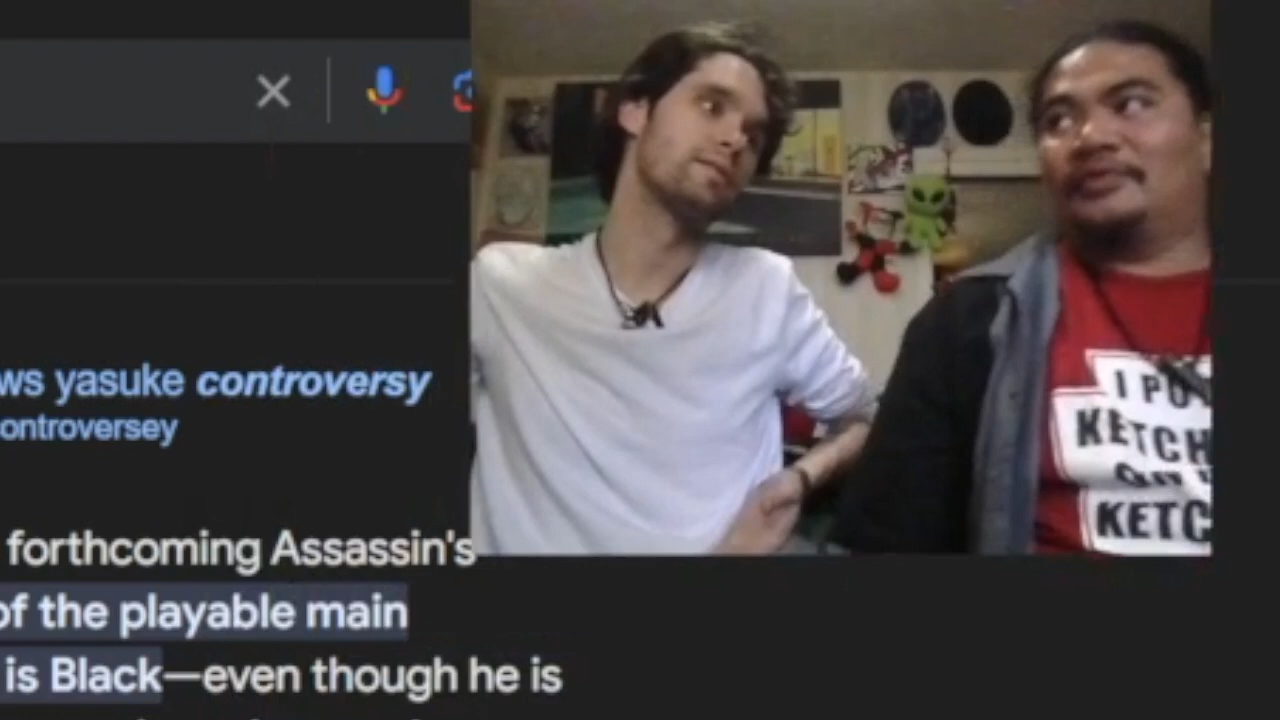 ws yasuke controversy
ontroversey
forthcoming Assassin's
of the playable main
is Black—even though he is
I PU
KETCH
KETC